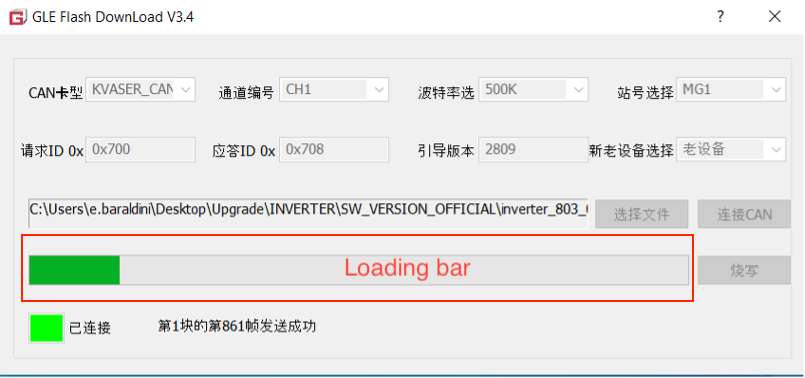 GLE Flash DownLoad V3.4
CAN卡型 KVASER_CAN 通道编号 CH1 波特率选 500K 站号选择 MG1
请求ID 0x 0x700 应答ID 0x 0x708 引导版本 2809 新老设备选择 老设备
C:\Users\e.baraldini\Desktop\Upgrade\INVERTER\SW_VERSION_OFFICIAL\inverter_803_ 选择文件 连接CAN
Loading bar 烧写
已连接 第1块的第861帧发送成功